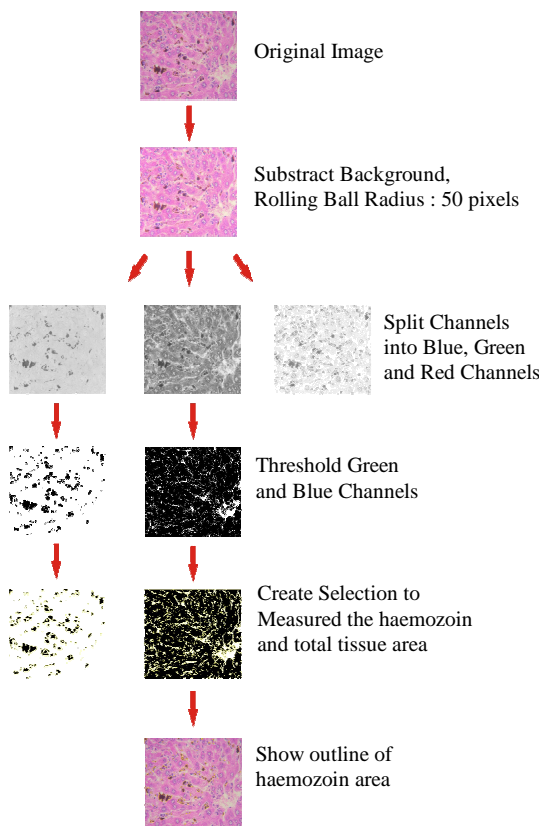 Original Image
Substract Background,
Rolling Ball Radius : 50 pixels
Split Channels
into Blue, Green
and Red Channels
Threshold Green
and Blue Channels
Create Selection to
Measured the haemozoin
and total tissue area
Show outline of
haemozoin area